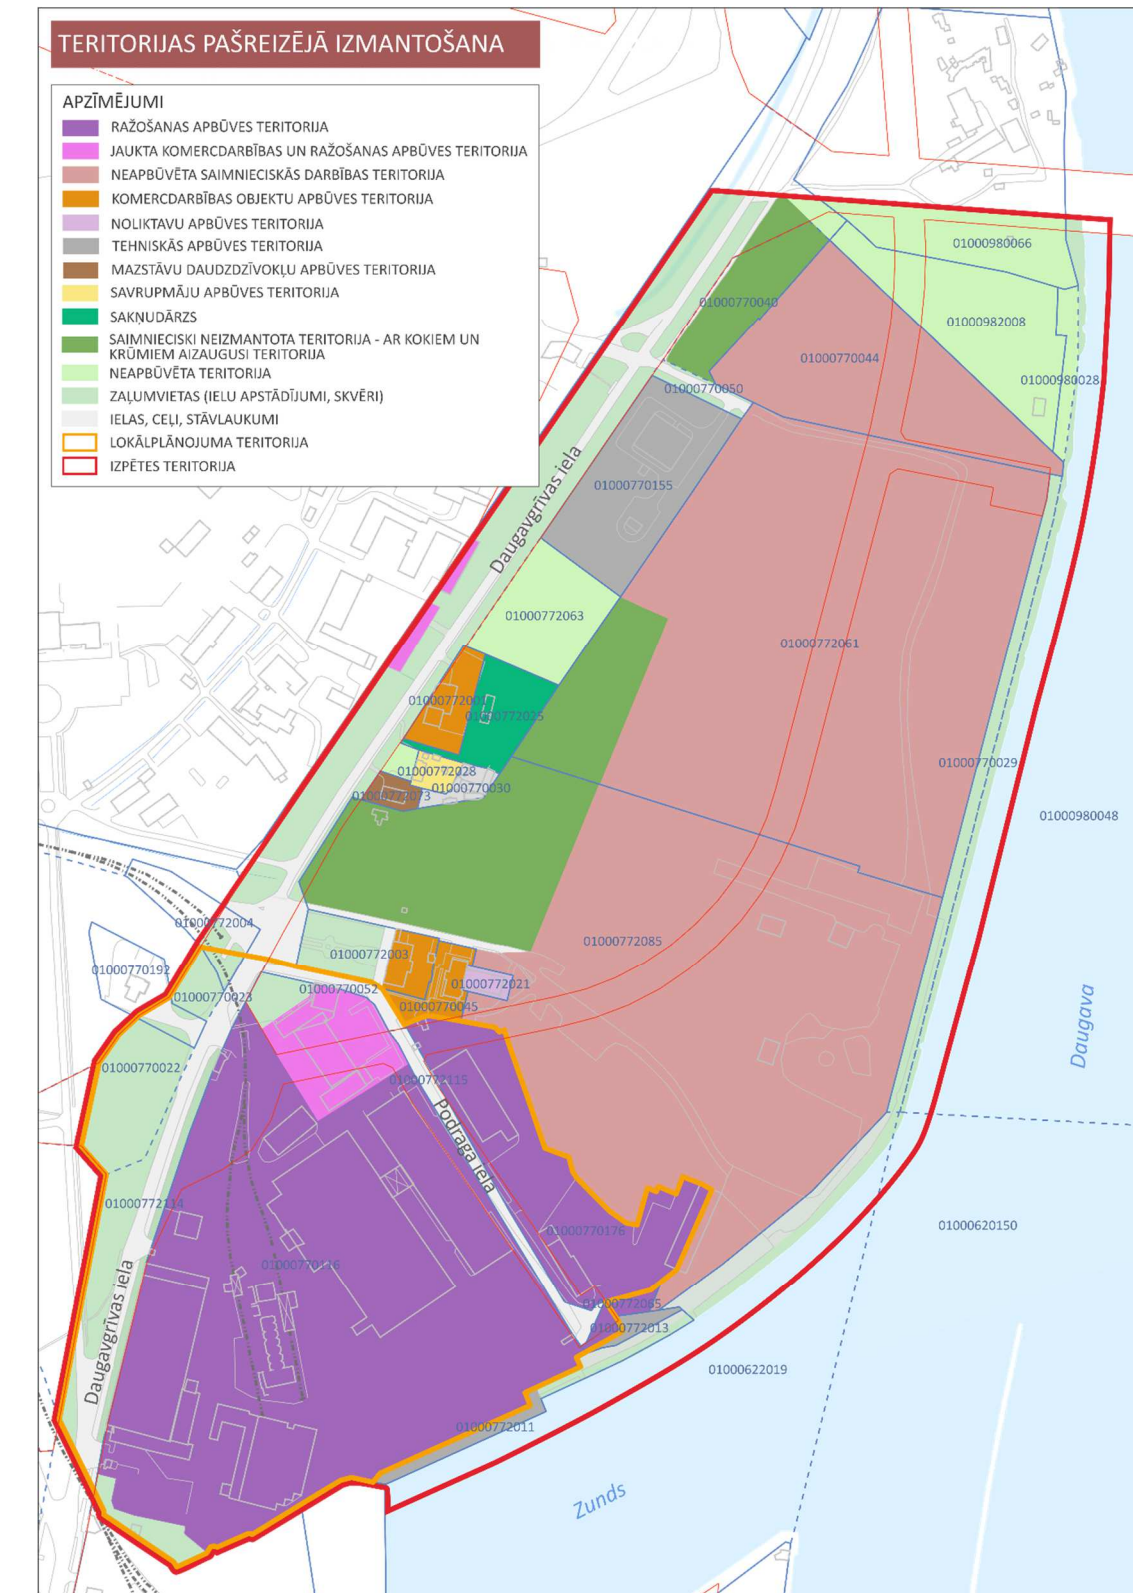 TERITORIJAS PAŠREIZĒJĀ IZMANTOŠANA
APZĪMĒJUMI
RAŽOŠANAS APBŪVES TERITORIJA
JAUKTA KOMERCDARBĪBAS UN RAŽOŠANAS APBŪVES TERITORIJA
NEAPBŪVĒTA SAIMNIECISKĀS DARBĪBAS TERITORIJA
KOMERCDARBĪBAS OBJEKTU APBŪVES TERITORIJA
NOLIKTAVU APBŪVES TERITORIJA
TEHNISKĀS APBŪVES TERITORIJA
MAZSTĀVU DAUDZDZĪVOKĻU APBŪVES TERITORIJA
SAVRUPMĀJU APBŪVES TERITORIJA
SAKŅUDĀRZS
SAIMNIECISKI NEIZMANTOTA TERITORIJA - AR KOKIEM UN
KRŪMIEM AIZAUGUSI TERITORIJA
NEAPBŪVĒTA TERITORIJA
ZAĻUMVIETAS (IELU APSTĀDĪJUMI, SKVĒRI)
IELAS, CEĻI, STĀVLAUKUMI
LOKĀLPLĀNOJUMA TERITORIJA
IZPĒTES TERITORIJA
01000980066
01000770040
01000982008
01000770044
01000980028
01000770050
Daugavgrīvas iela
01000770155
01000772063
01000772061
01000772025
01000770029
01000772028
01000770030
01000980048
01000772004
01000772003
01000772085
01000770192
01000770052
01000772021
01000770023
01000770045
Daugava
01000770022
01000772115
Podraga iela
01000772114
01000770176
01000620150
Daugavgrīvas iela
01000772065
01000772013
01000622019
01000772011
Zunds